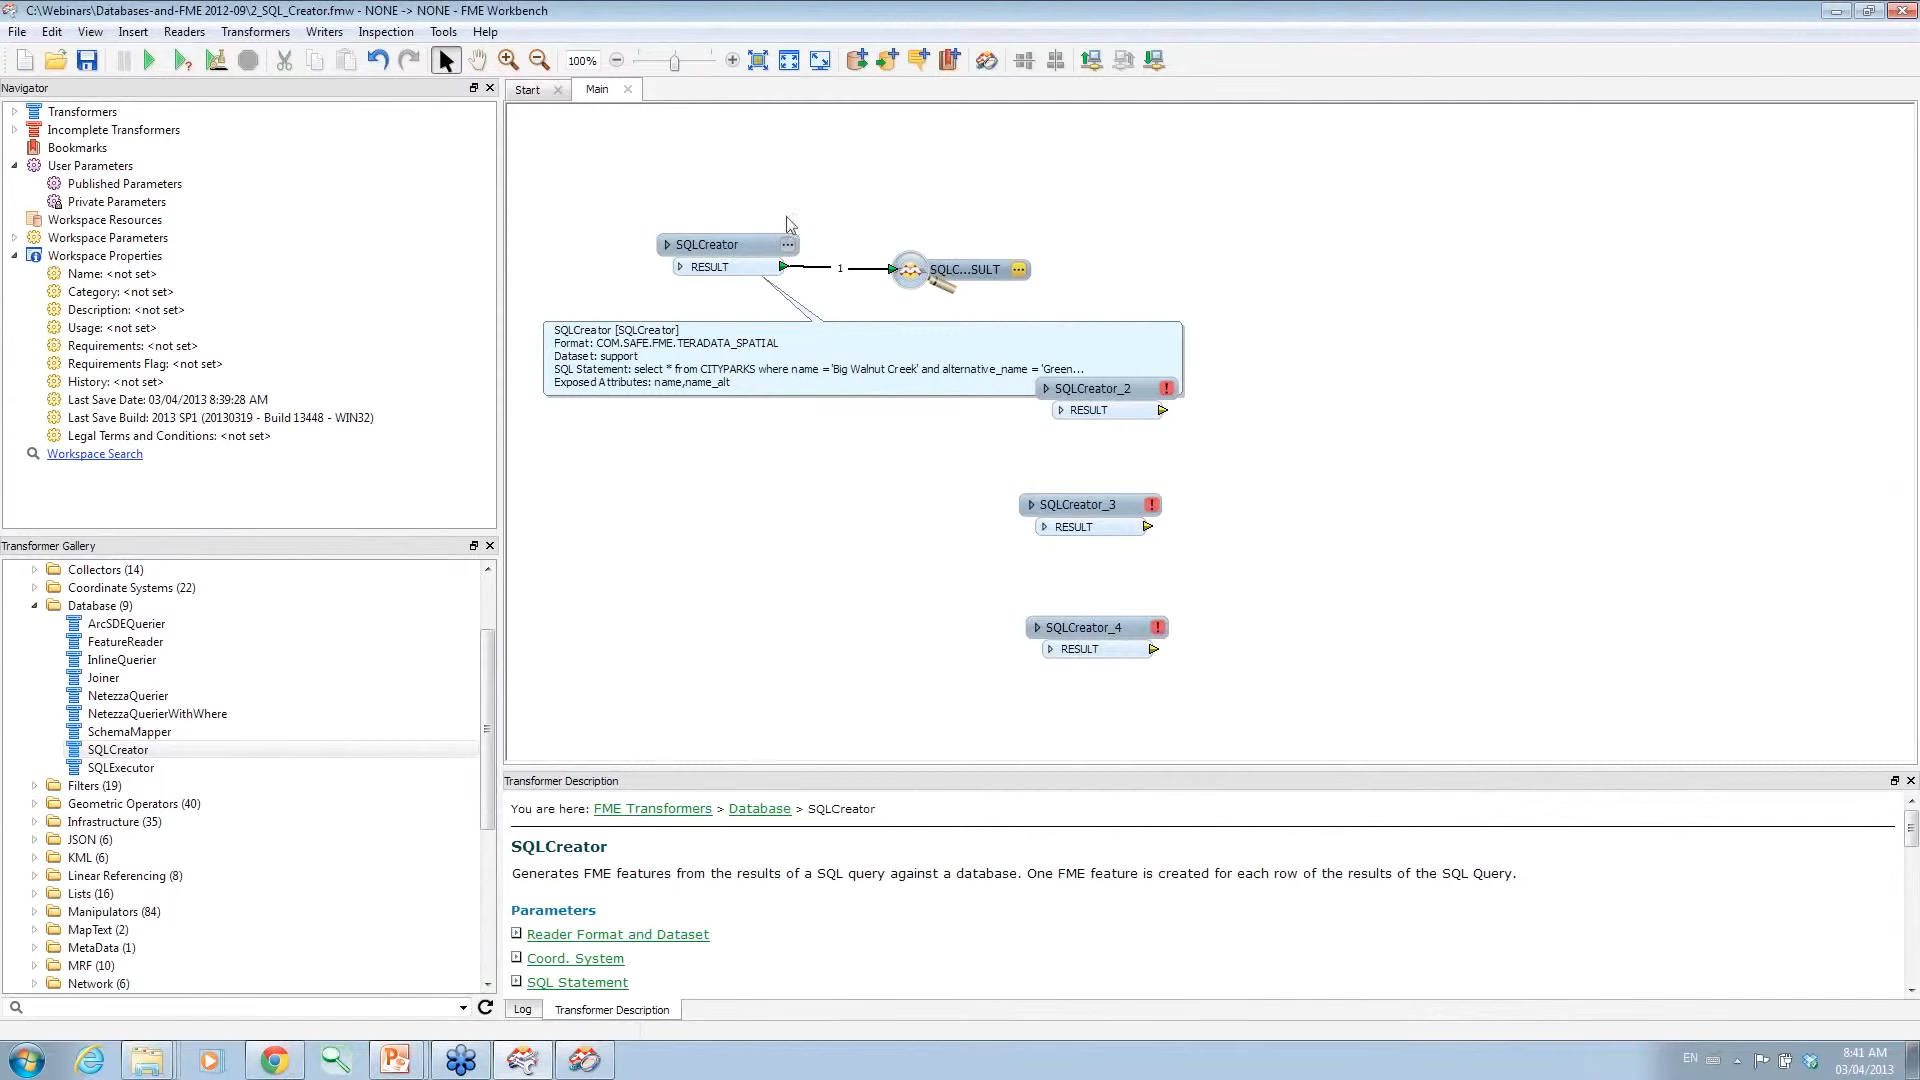 C:\Webinars\Databases-and-FME 2012-09\2_SQL_Creator.fmw - NONE -> NONE - FME Workbench
File Edit View Insert Readers Transformers Writers Inspection Tools Help
100%
Navigator
Start
Main
Transformers
Incomplete Transformers
Bookmarks
User Parameters
Published Parameters
Private Parameters
Workspace Resources
Workspace Parameters
Workspace Properties
Name: <not set>
Category: <not set>
Description: <not set>
Usage: <not set>
Requirements: <not set>
Requirements Flag: <not set>
History: <not set>
Last Save Date: 03/04/2013 8:39:28 AM
Last Save Build: 2013 SP1 (20130319 - Build 13448 - WIN32)
Legal Terms and Conditions: <not set>
Workspace Search
SQLCreator
RESULT
1
SQLC...SULT
SQLCreator [SQLCreator]
Format: COM.SAFE.FME.TERADATA_SPATIAL
Dataset: support
SQL Statement: select * from CITYPARKS where name ='Big Walnut Creek' and alternative_name = 'Green...
Exposed Attributes: name,name_alt
SQLCreator_2
RESULT
SQLCreator_3
RESULT
SQLCreator_4
RESULT
Transformer Gallery
Collectors (14)
Coordinate Systems (22)
Database (9)
ArcSDEQuerier
FeatureReader
InlineQuerier
Joiner
NetezzaQuerier
NetezzaQuerierWithWhere
SchemaMapper
SQLCreator
SQLExecutor
Filters (19)
Geometric Operators (40)
Infrastructure (35)
JSON (6)
KML (6)
Linear Referencing (8)
Lists (16)
Manipulators (84)
MapText (2)
MetaData (1)
MRF (10)
Network (6)
Transformer Description
You are here: FME Transformers > Database > SQLCreator
SQLCreator
Generates FME features from the results of a SQL query against a database. One FME feature is created for each row of the results of the SQL Query.
Parameters
Reader Format and Dataset
Coord. System
SQL Statement
Log
Transformer Description
EN
8:41 AM
03/04/2013